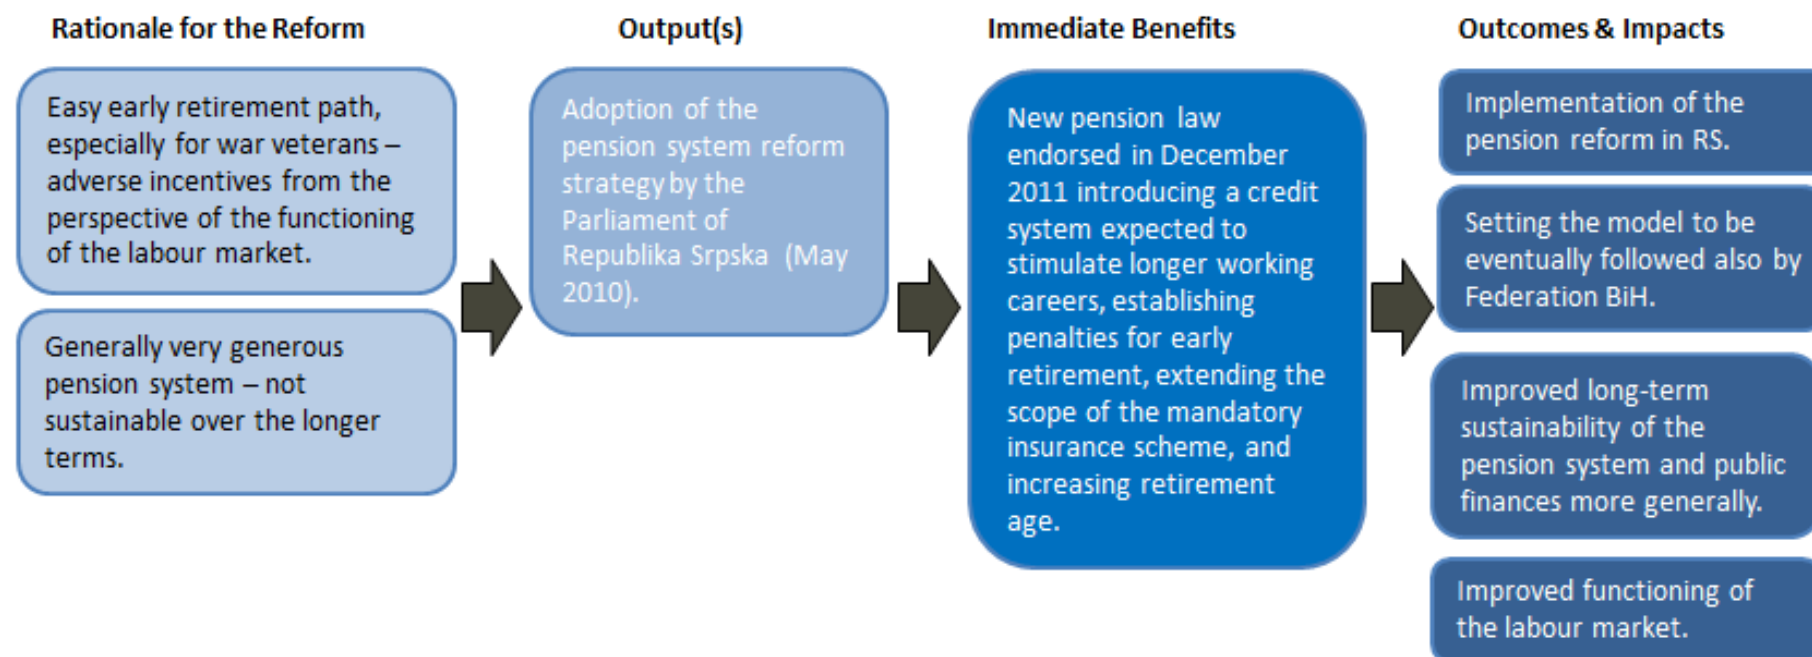 Rationale for the Reform
Easy early retirement path,
especially for war veterans –
adverse incentives from the
perspective of the functioning
of the labour market.
Generally very generous
pension system – not
sustainable over the longer
terms.
Output(s)
Adoption of the
pension system reform
strategy by the
Parliament of
Republika Srpska (May
2010).
Immediate Benefits
New pension law
endorsed in December
2011 introducing a credit
system expected to
stimulate longer working
careers, establishing
penalties for early
retirement, extending the
scope of the mandatory
insurance scheme, and
increasing retirement
age.
Outcomes & Impacts
Implementation of the
pension reform in RS.
Setting the model to be
eventually followed also by
Federation BiH.
Improved long-term
sustainability of the
pension system and public
finances more generally.
Improved functioning of
the labour market.